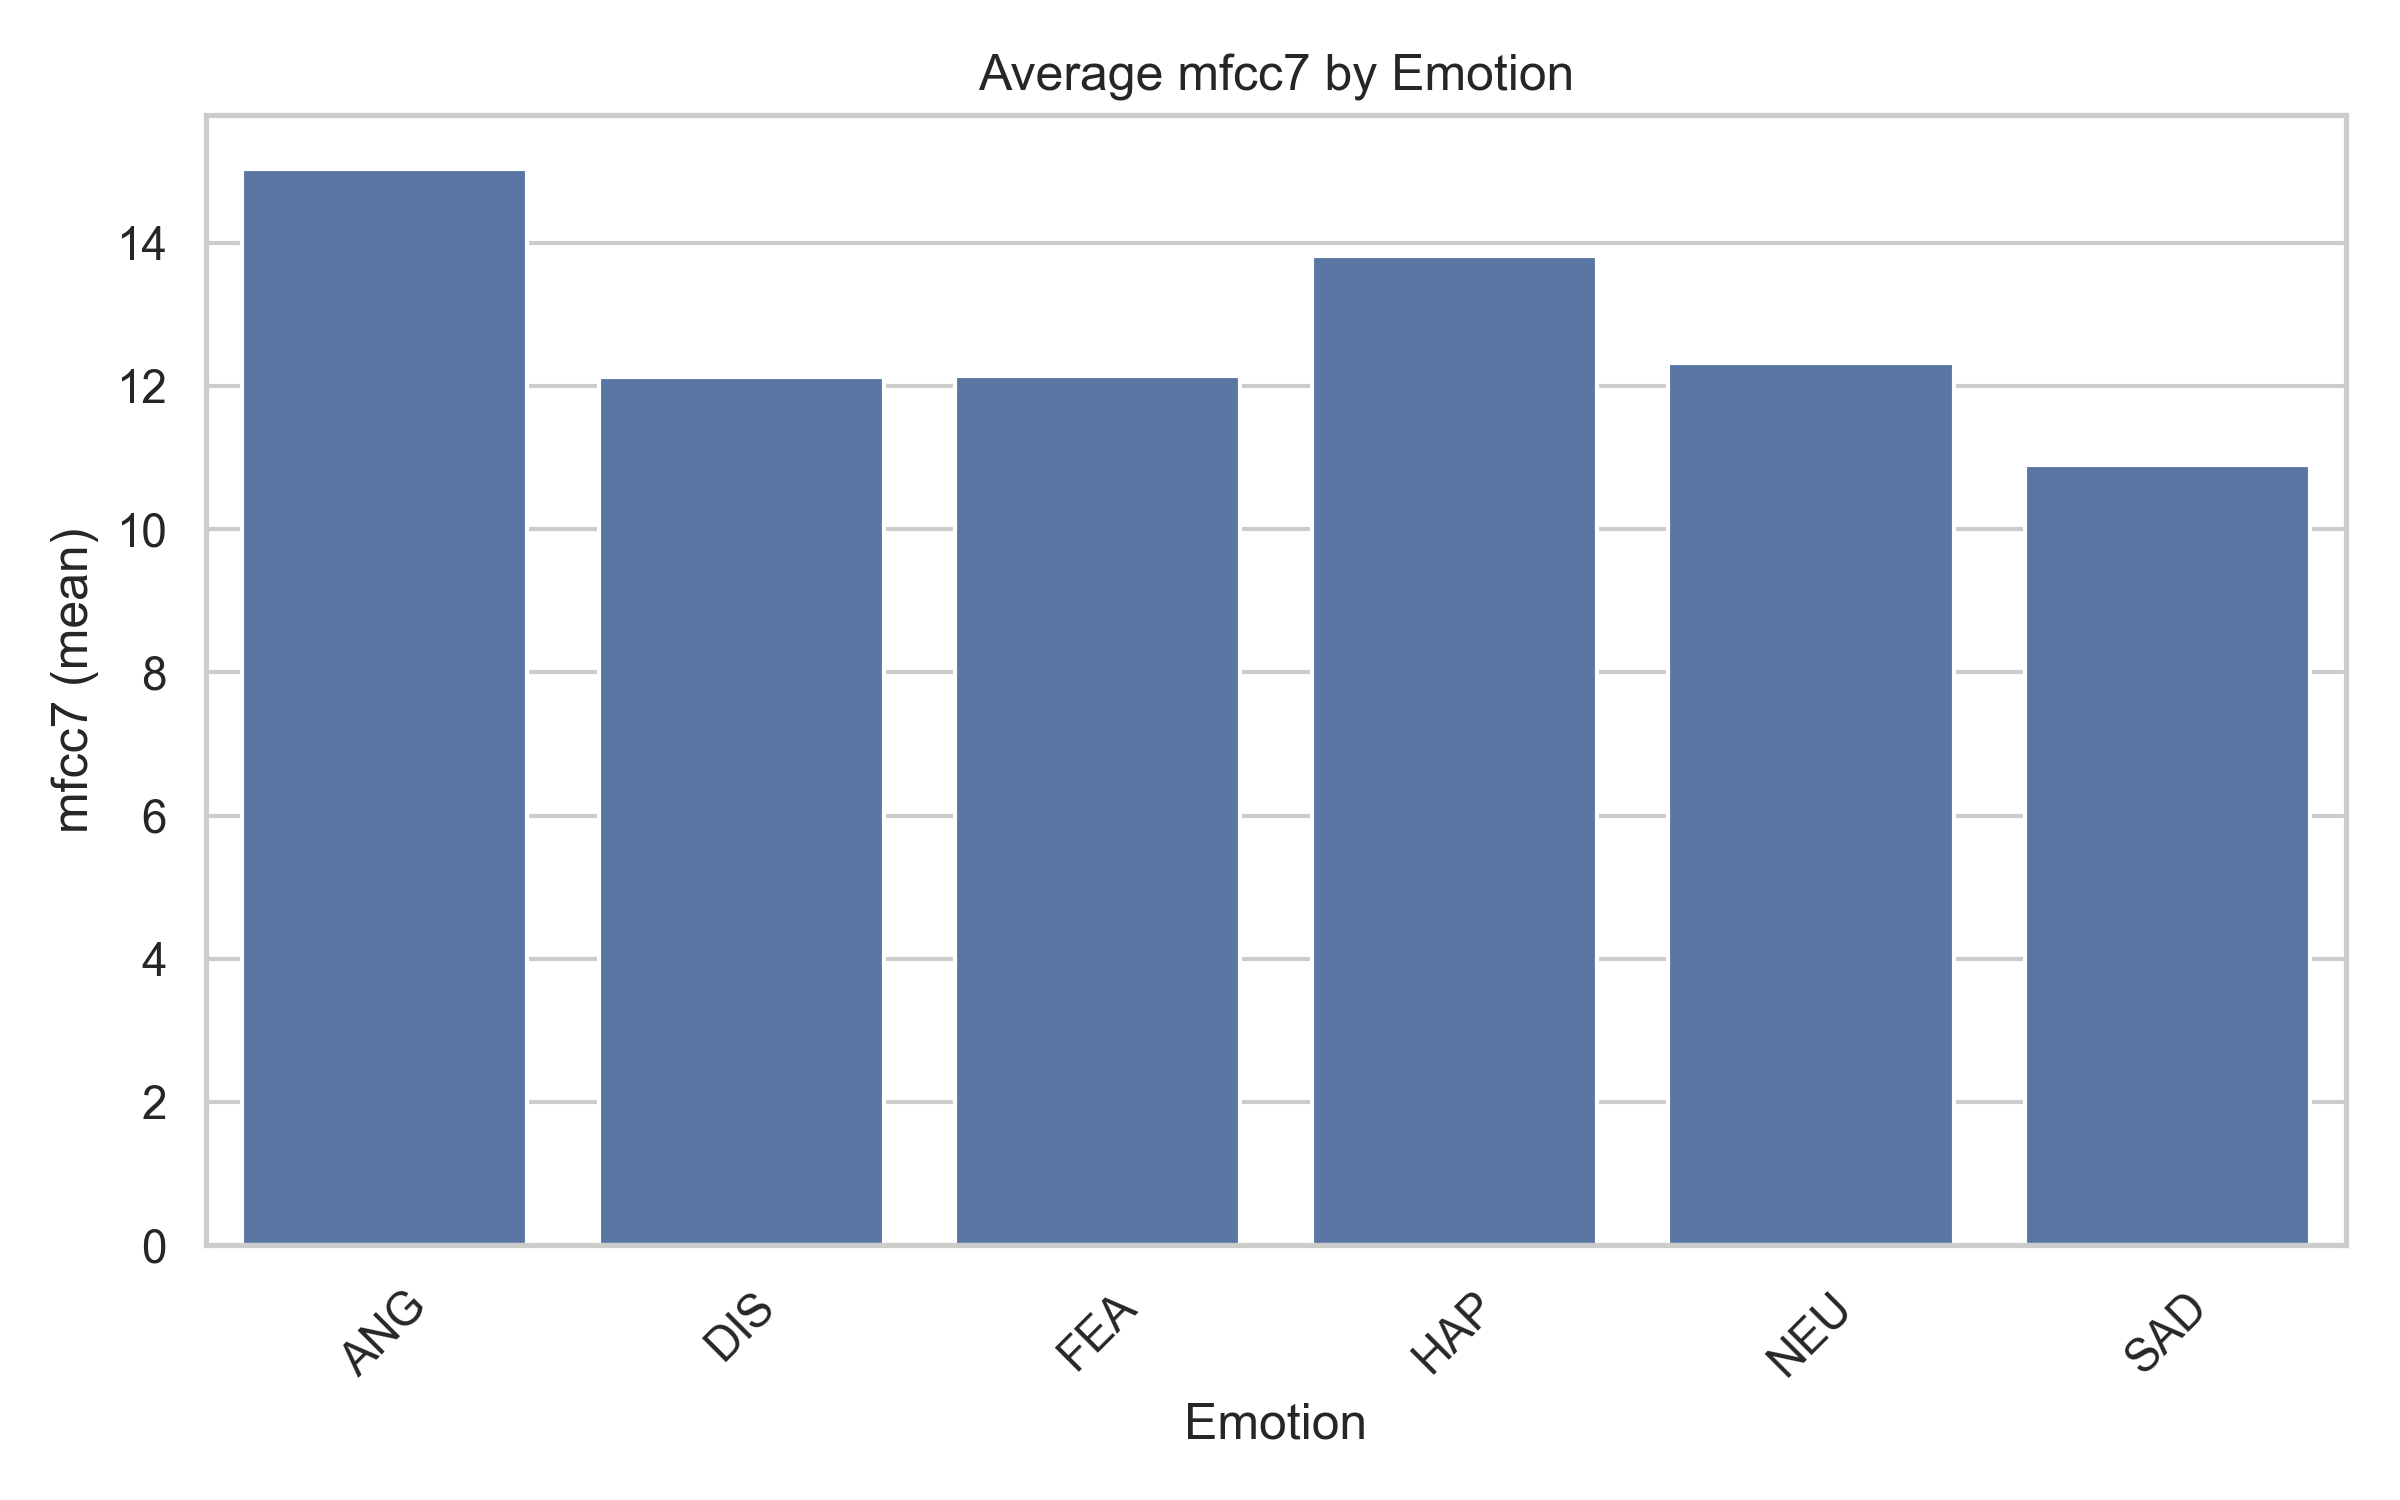 Average mfcc7 by Emotion
mfcc7 (mean)
14
12
10
8
6
4
2
0
ANG
DIS
FEA
HAP
NEU
SAD
Emotion